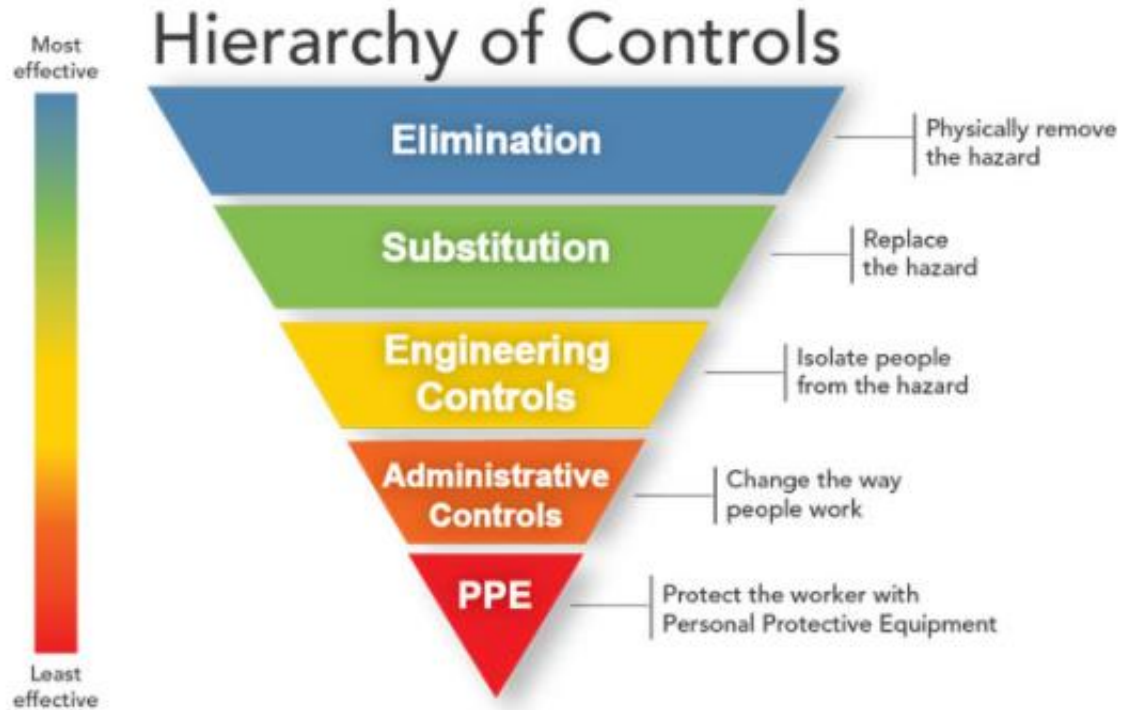 Hierarchy of Controls
Most
effective
Elimination
Physically remove
the hazard
Substitution
Replace
the hazard
Engineering
Controls
Isolate people
from the hazard
Administrative
Controls
Change the way
people work
PPE
Protect the worker with
Personal Protective Equipment
Least
effective